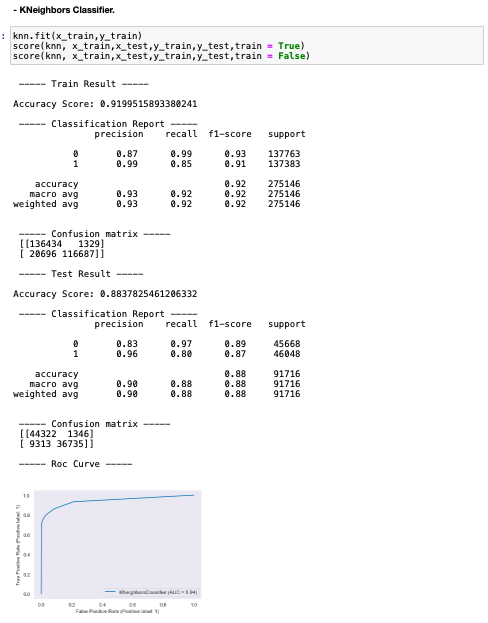 - KNeighbors Classifier.
: knn.fit(x_train,y_train)
score(knn, x_train,x_test,y_train,y_test,train = True)
score(knn, x_train,x_test,y_train,y_test,train = False)
----- Train Result -----
Accuracy Score: 0.9199515893380241
----- Classification Report -----
precision recall f1-score support
0 0.87 0.99 0.93 137763
1 0.99 0.85 0.91 137383
accuracy 0.92 275146
macro avg 0.93 0.92 0.92 275146
weighted avg 0.93 0.92 0.92 275146
----- Confusion matrix -----
[[136434 1329]
[ 20696 116687]]
----- Test Result -----
Accuracy Score: 0.8837825461206332
----- Classification Report -----
precision recall f1-score support
0 0.83 0.97 0.89 45668
1 0.96 0.80 0.87 46048
accuracy 0.88 91716
macro avg 0.90 0.88 0.88 91716
weighted avg 0.90 0.88 0.88 91716
----- Confusion matrix -----
[[44322 1346]
[ 9313 36735]]
----- Roc Curve -----
1.0
0.8
0.6
0.4
0.2
0.0
True Positive Rate (Positive label: 1)
KNeighborsClassifier (AUC = 0.94)
0.0 0.2 0.4 0.6 0.8 1.0
False Positive Rate (Positive label: 1)